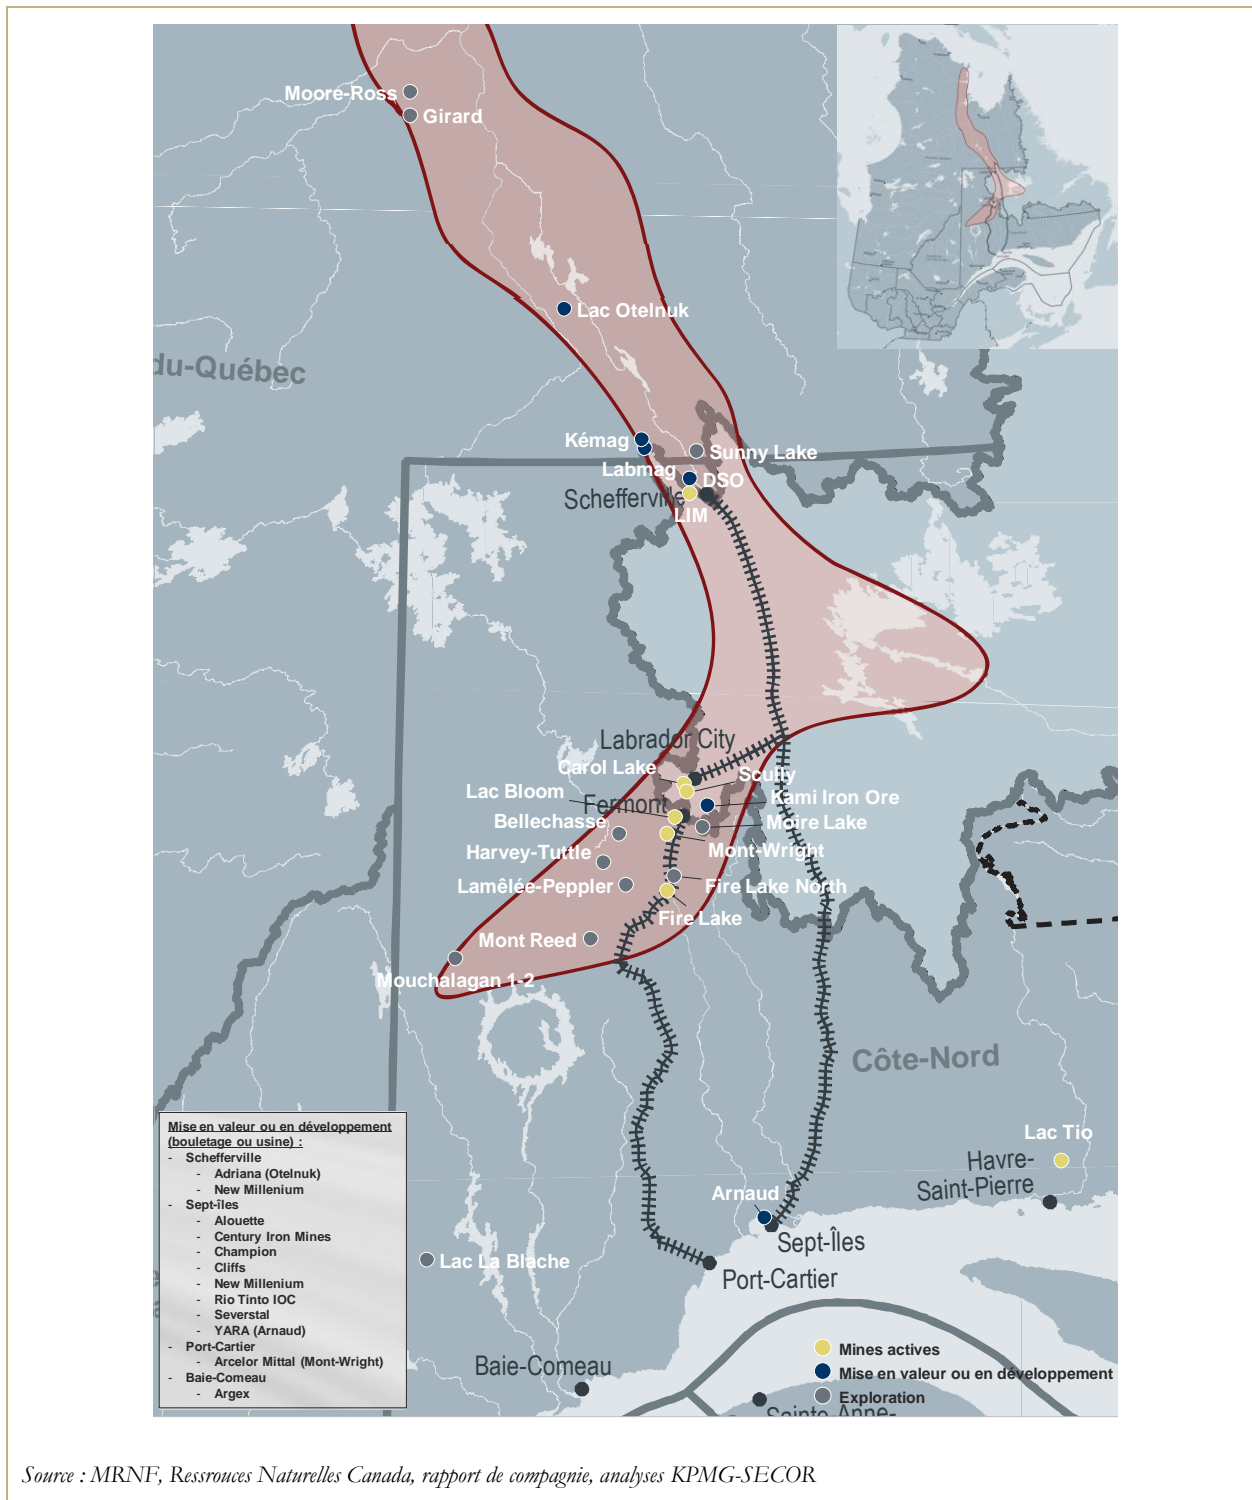 Moore-Ross
Girard
Lac Otelnuk
du-Québec
Kémag
Sunny Lake
Labmag
DSO
Schefferville
LIM
Labrador City
Carol Lake
Scully
Lac Bloom
Fermont
Kami Iron Ore
Bellechasse
Moire Lake
Harvey-Tuttle
Mont-Wright
Lamêlée-Peppler
Fire Lake North
Fire Lake
Mont Reed
Mouchalagan 1-2
Côte-Nord
Lac Tio
Havre-
Saint-Pierre
Arnaud
Sept-Îles
Lac La Blache
Port-Cartier
Baie-Comeau
Sainte-Anne-
Mise en valeur ou en développement
(bouletage ou usine) :
- Schefferville
- Adriana (Otelnuk)
- New Millenium
- Sept-îles
- Alouette
- Century Iron Mines
- Champion
- Cliffs
- New Millenium
- Rio Tinto IOC
- Severstal
- YARA (Arnaud)
- Port-Cartier
- Arcelor Mittal (Mont-Wright)
- Baie-Comeau
- Argex
Mines actives
Mise en valeur ou en développement
Exploration
Source : MRNF, Ressrouces Naturelles Canada, rapport de compagnie, analyses KPMG-SECOR